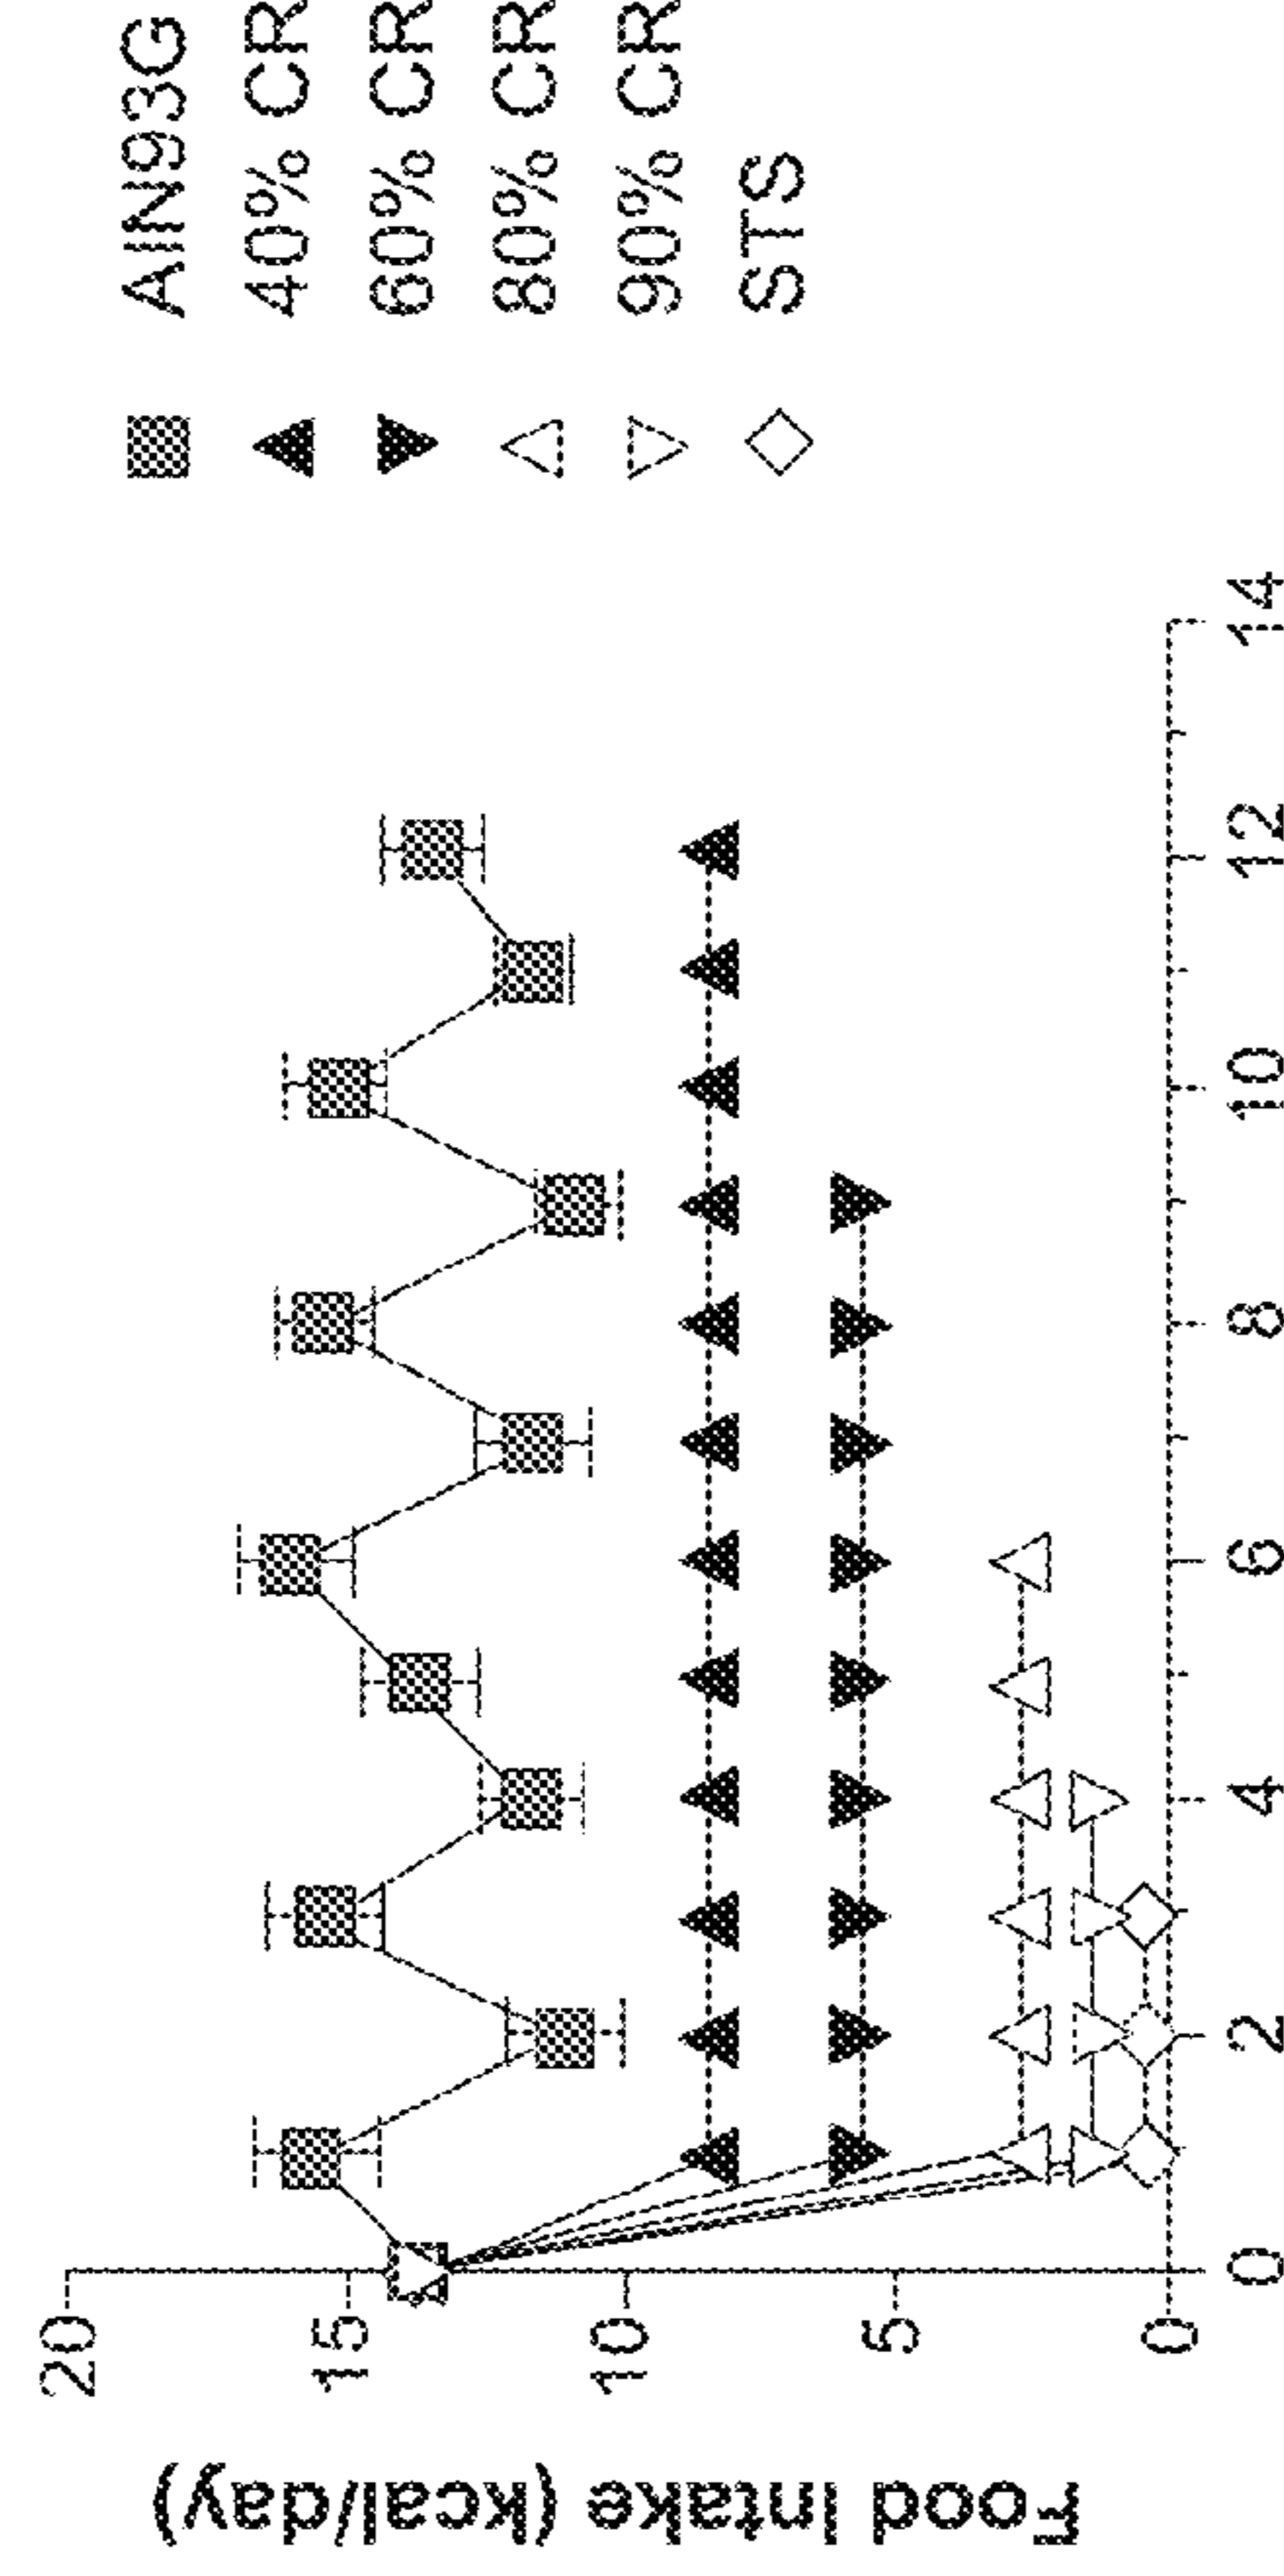 Food Intake (kcal/day)
20
15
10
5
0
0 2 4 6 8 10 12 14
AIN93G
40% CR
60% CR
80% CR
90% CR
STS